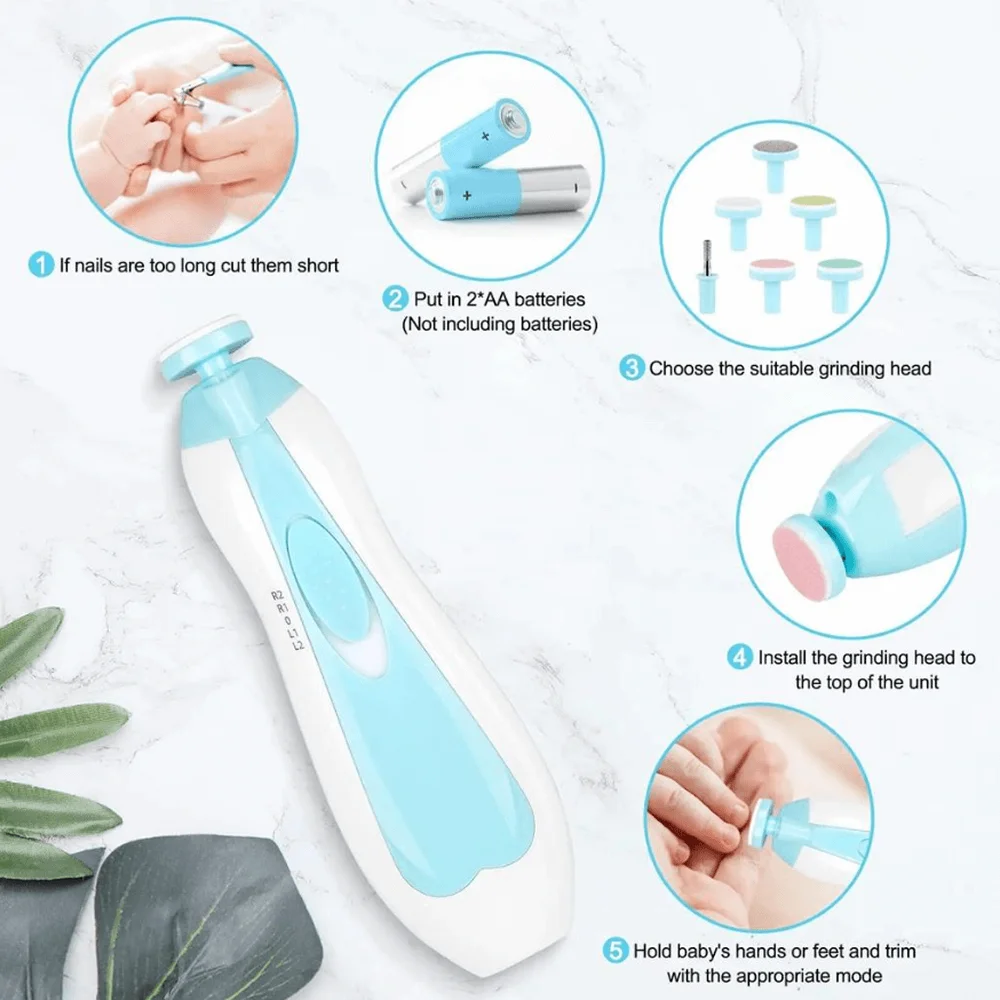 1 If nails are too long cut them short
2 Put in 2*AA batteries
(Not including batteries)
3 Choose the suitable grinding head
R2
R1
0
L1
L2
4 Install the grinding head to
the top of the unit
5 Hold baby's hands or feet and trim
with the appropriate mode
+
-
+
-